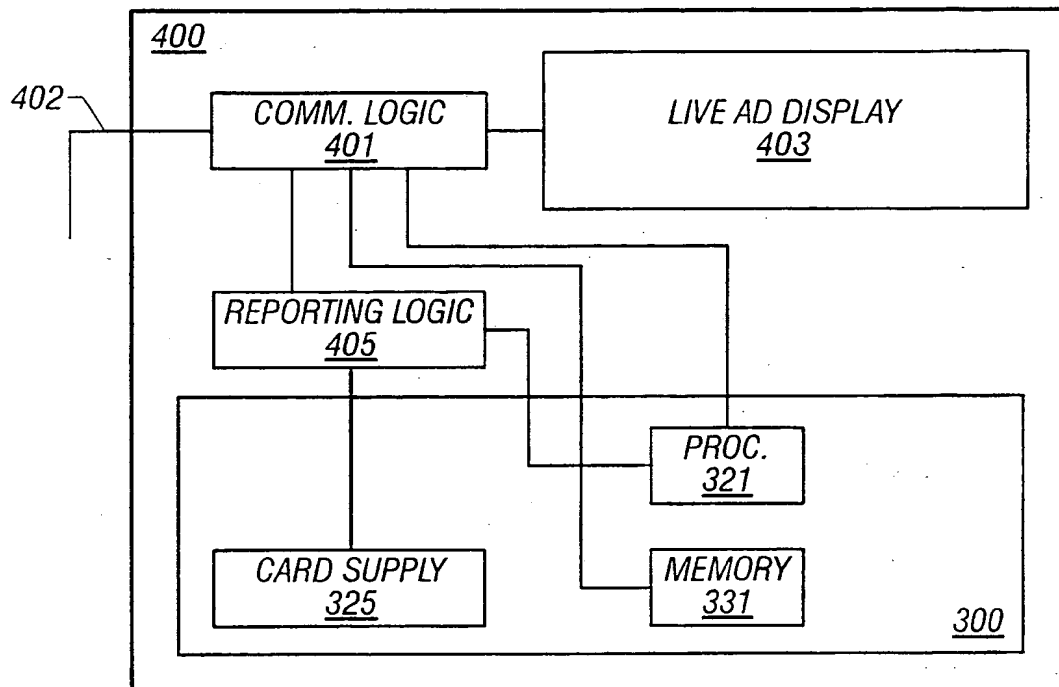 400
402
COMM. LOGIC
401
LIVE AD DISPLAY
403
REPORTING LOGIC
405
PROC.
321
CARD SUPPLY
325
MEMORY
331
300